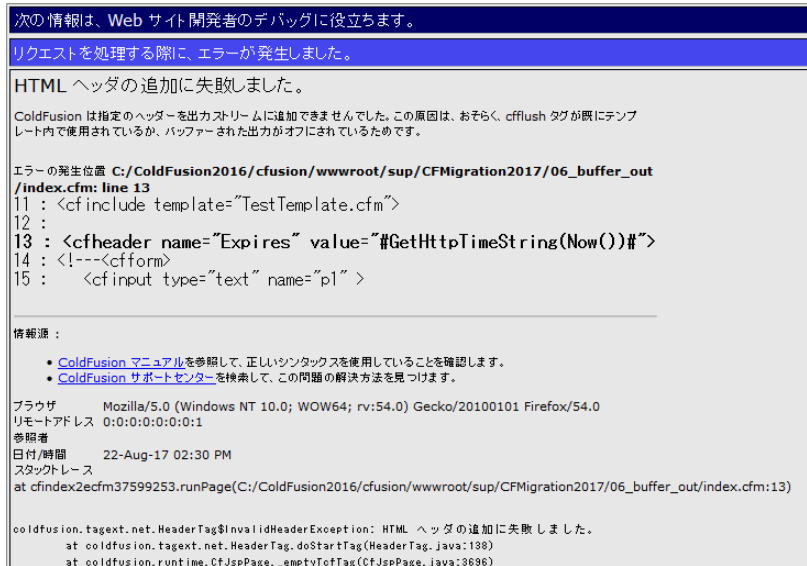 次の情報は、Web サイト開発者のデバッグに役立ちます。
リクエストを処理する際に、エラーが発生しました。
HTML ヘッダの追加に失敗しました。
ColdFusion は指定のヘッダーを出力ストリームに追加できませんでした。この原因は、おそらく、cfflush タグが既にテンプ
レート内で使用されているか、バッファーされた出力がオフにされているためです。
エラーの発生位置 C:/ColdFusion2016/cfusion/wwwroot/sup/CFMigration2017/06_buffer_out
/index.cfm: line 13
11 : <cfinclude template="TestTemplate.cfm">
12 :
13 : <cfheader name="Expires" value="#GetHttpTimeString(Now())#">
14 : <!---<cfform>
15 :    <cfinput type="text" name="p1" >
情報源 :
• ColdFusion マニュアルを参照して、正しいシンタックスを使用していることを確認します。
• ColdFusion サポートセンターを検索して、この問題の解決方法を見つけます。
ブラウザ Mozilla/5.0 (Windows NT 10.0; WOW64; rv:54.0) Gecko/20100101 Firefox/54.0
リモートアドレス 0:0:0:0:0:0:0:1
参照者
日付/時間 22-Aug-17 02:30 PM
スタックトレース
at cfindex2ecfm37599253.runPage(C:/ColdFusion2016/cfusion/wwwroot/sup/CFMigration2017/06_buffer_out/index.cfm:13)
coldfusion.tagext.net.HeaderTag$InvalidHeaderException: HTML ヘッダの追加に失敗しました。
at coldfusion.tagext.net.HeaderTag.doStartTag(HeaderTag.java:138)
at coldfusion.runtime.CfJspPage._emptyTcfTag(CfJspPage.java:3696)